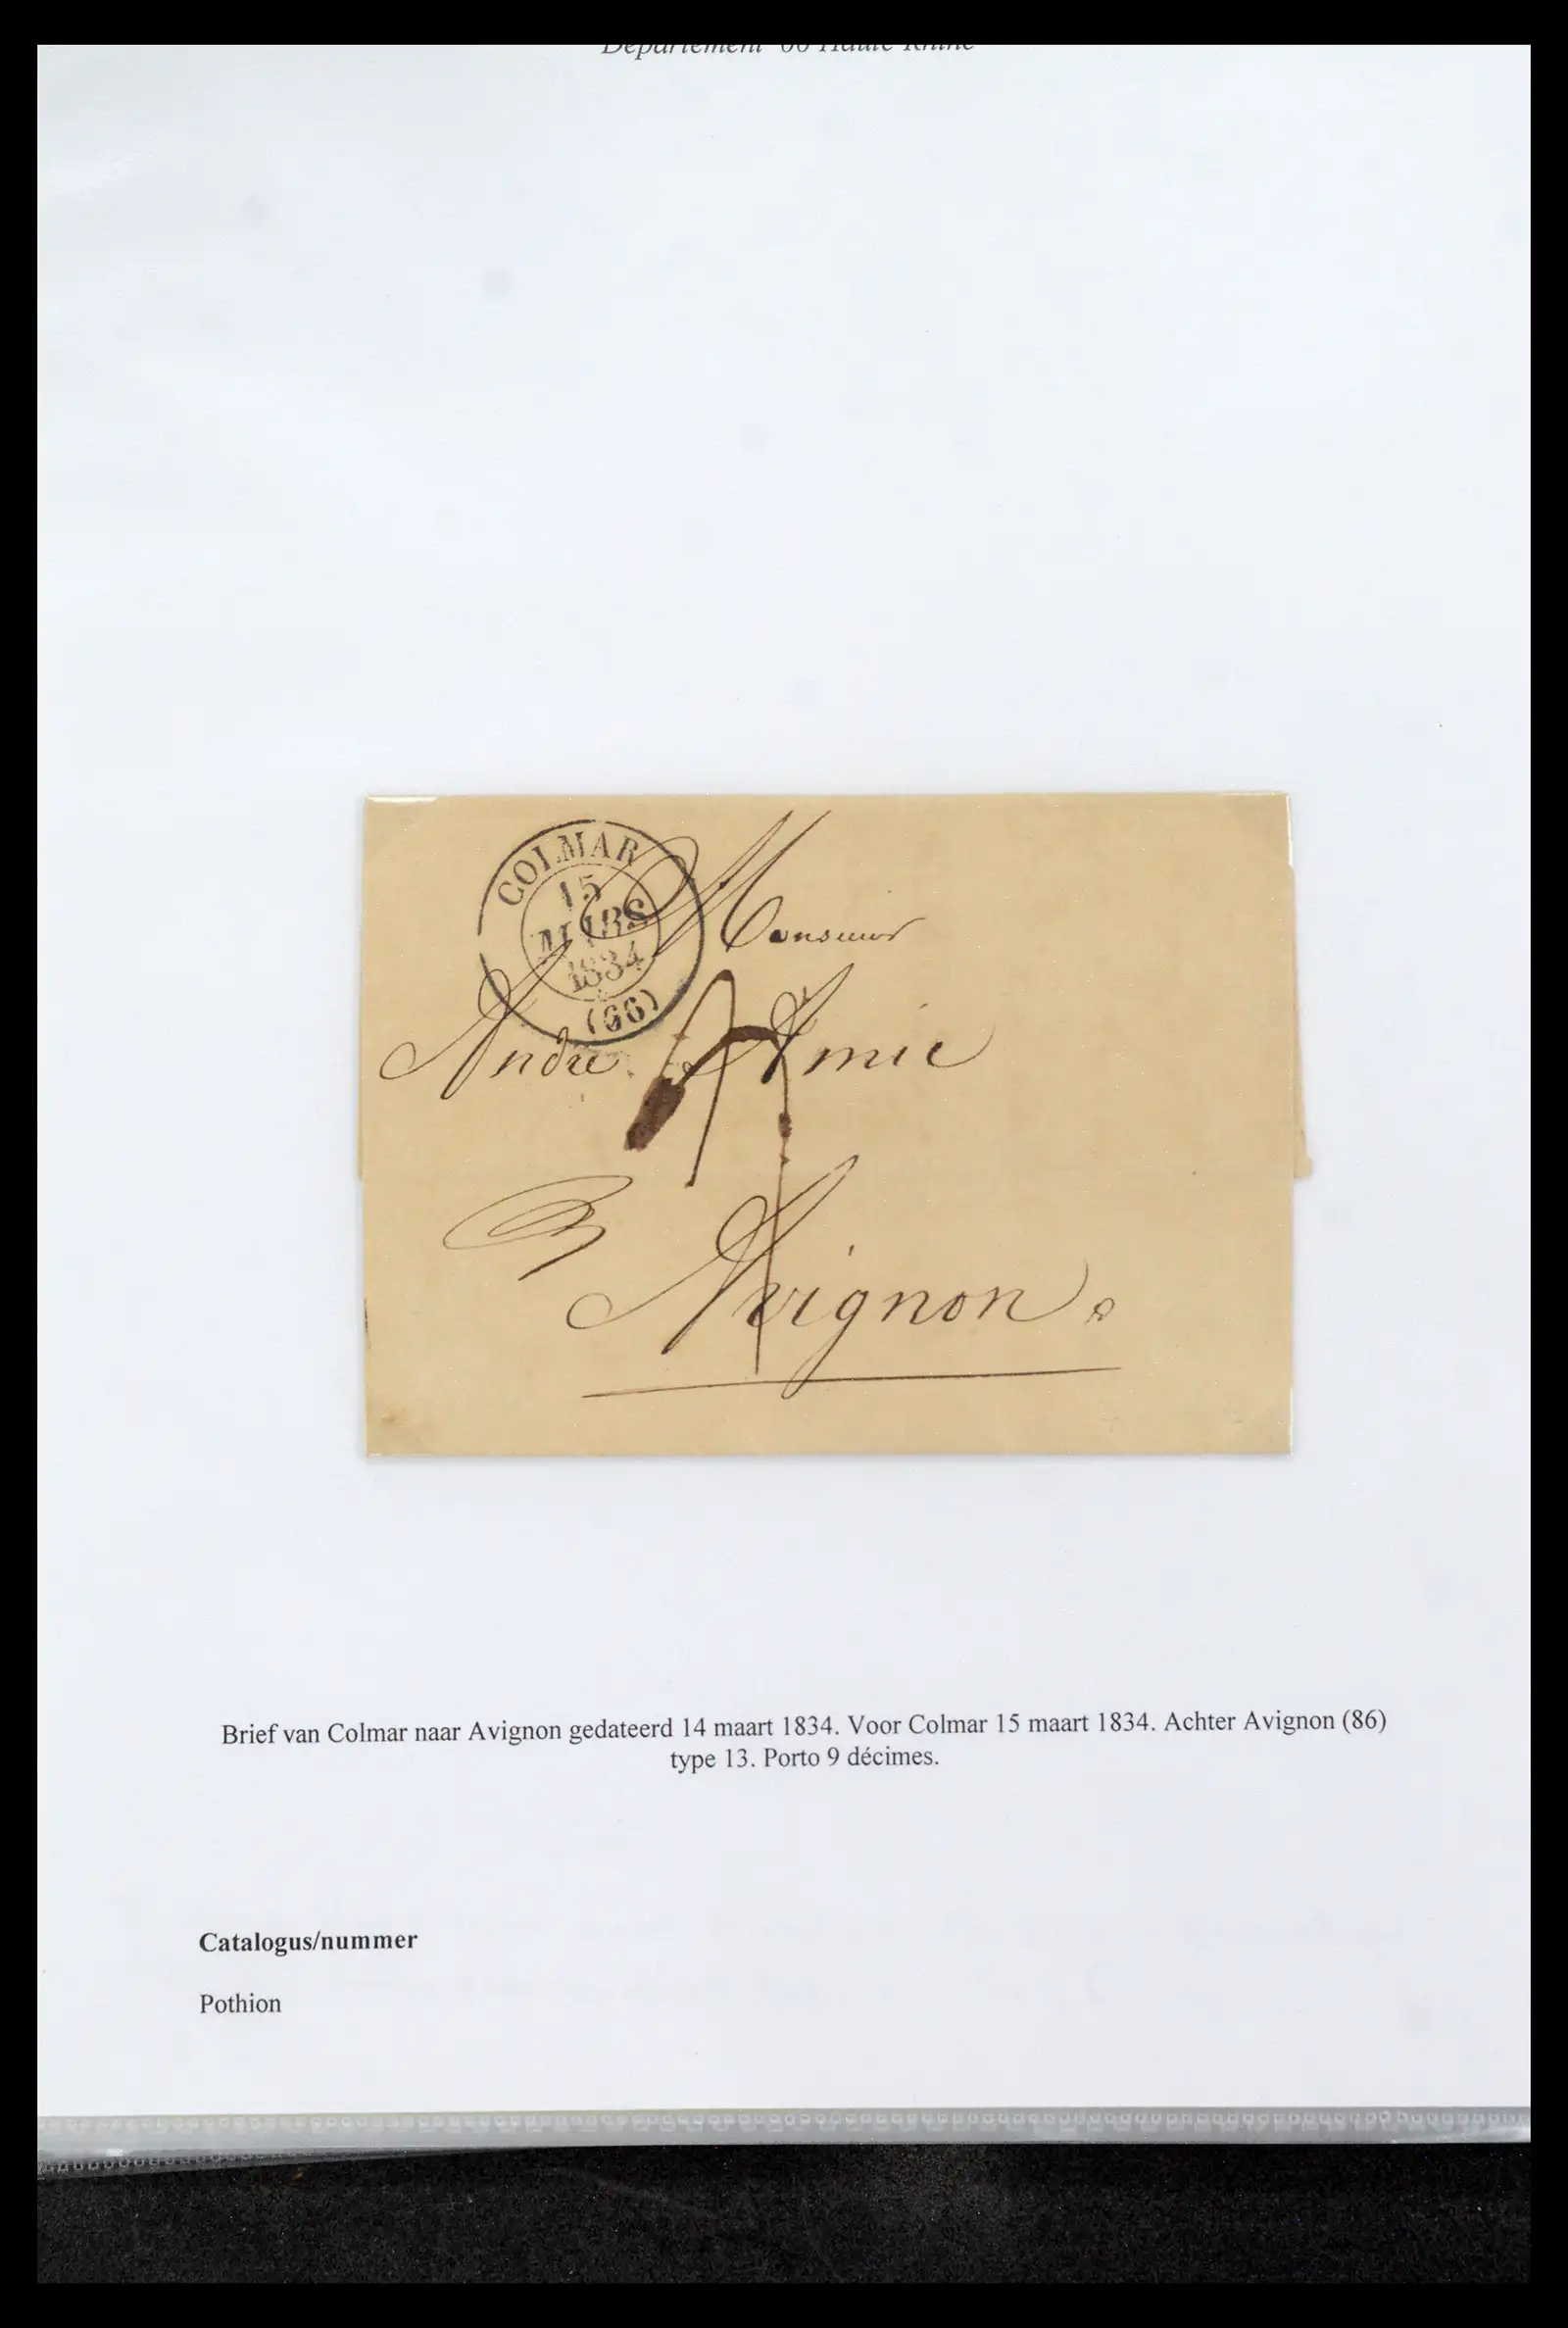 Departement 66 Haute Rhine
COLMAR
15
MARS
1834
(66)
Monsieur
André Amic
Avignon
Brief van Colmar naar Avignon gedateerd 14 maart 1834. Voor Colmar 15 maart 1834. Achter Avignon (86)
type 13. Porto 9 décimes.
Catalogus/nummer
Pothion